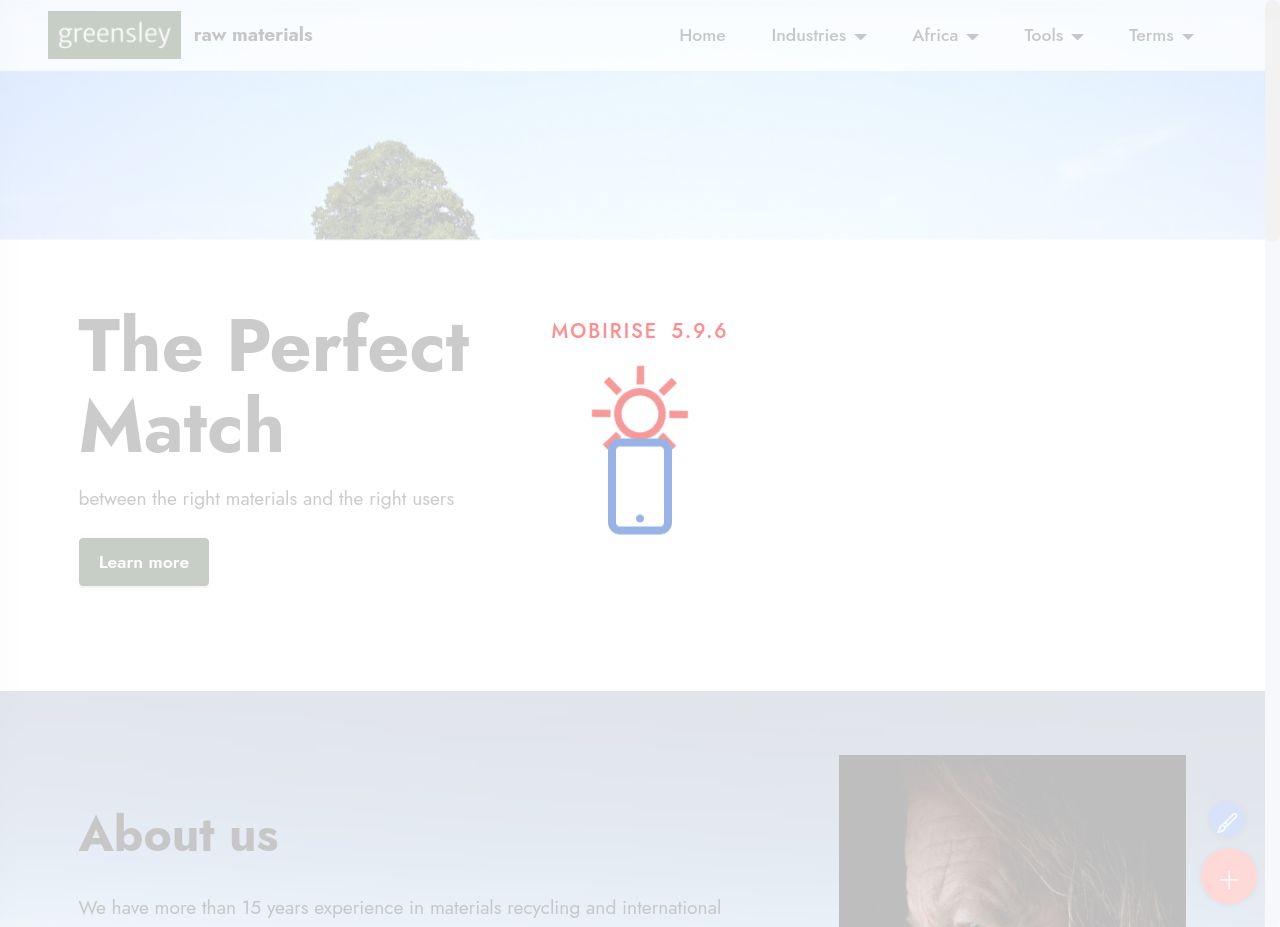 greensley raw materials Home Industries Africa Tools Terms
The Perfect
Match
MOBIRISE 5.9.6
between the right materials and the right users
Learn more
About us
We have more than 15 years experience in materials recycling and international